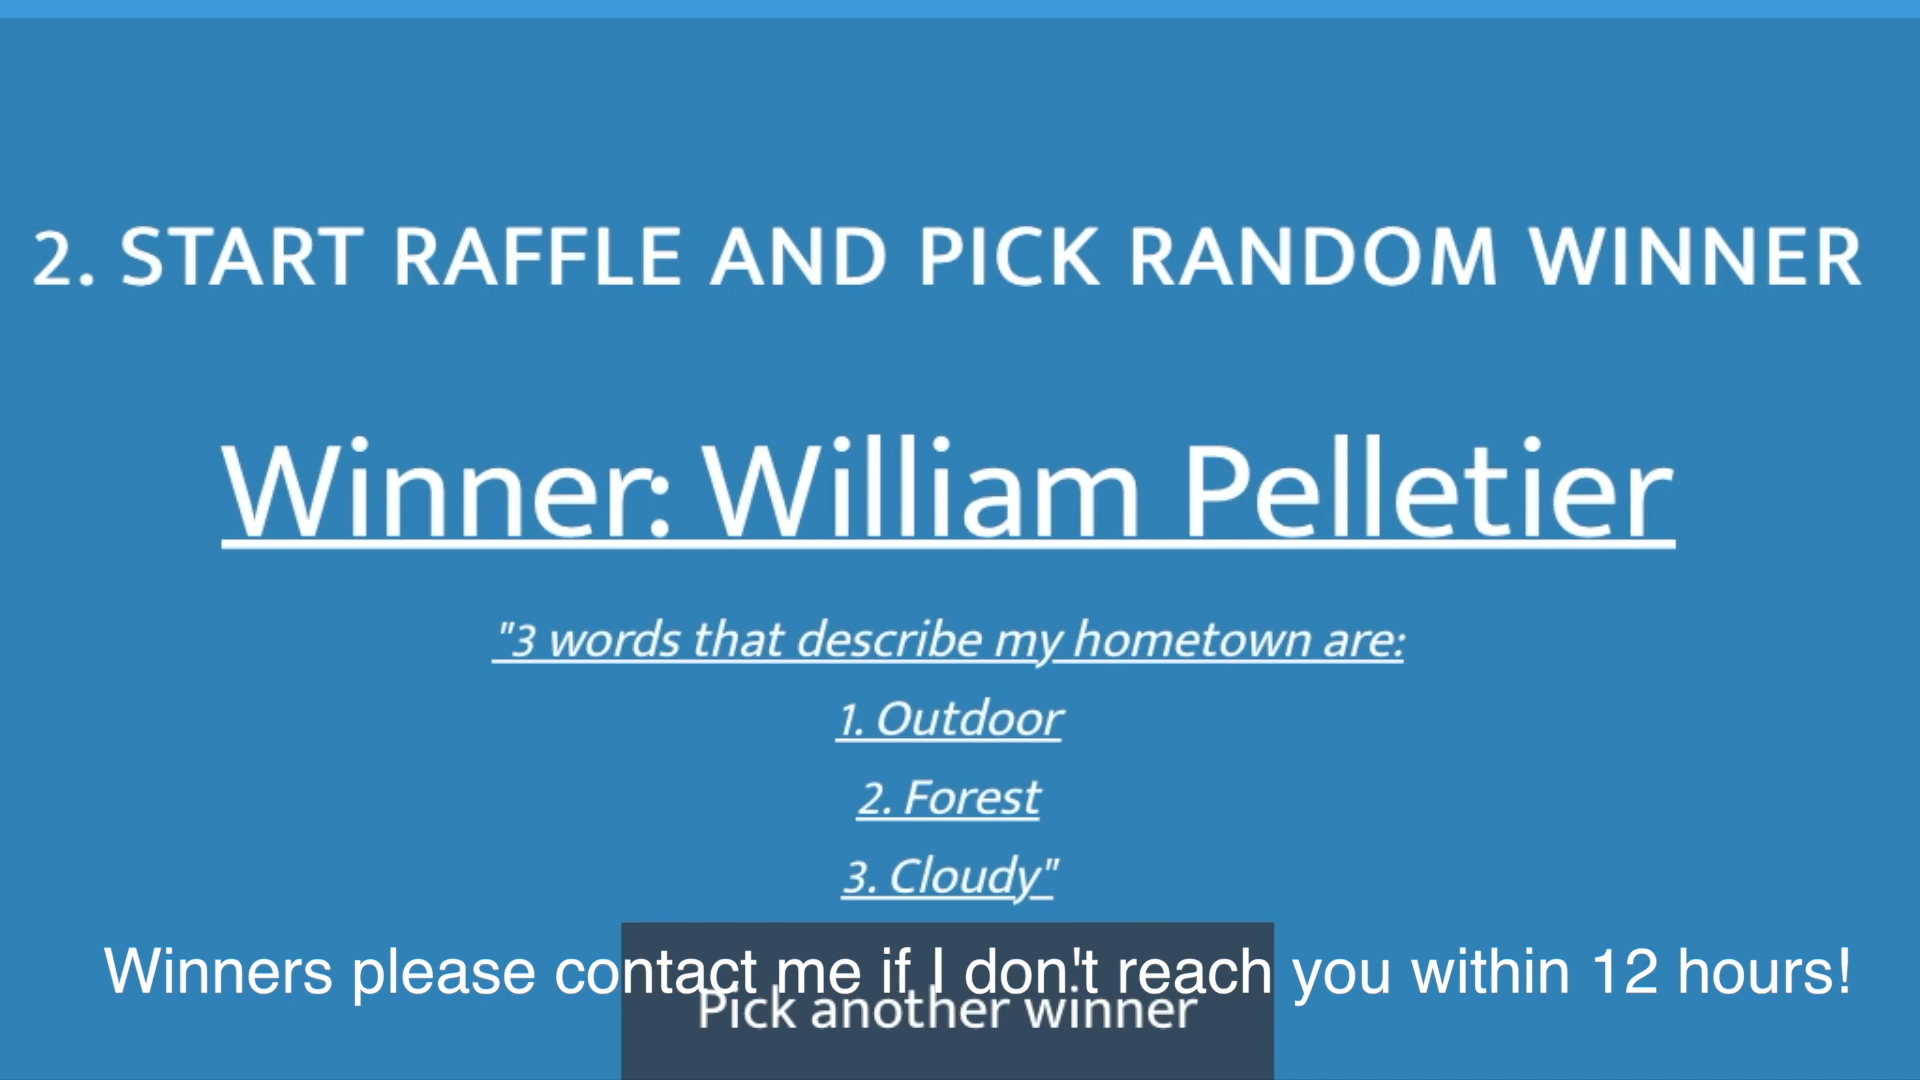 2. START RAFFLE AND PICK RANDOM WINNER
Winner: William Pelletier
"3 words that describe my hometown are:
1. Outdoor
2. Forest
3. Cloudy"
Winners please contact me if I don't reach you within 12 hours!
Pick another winner